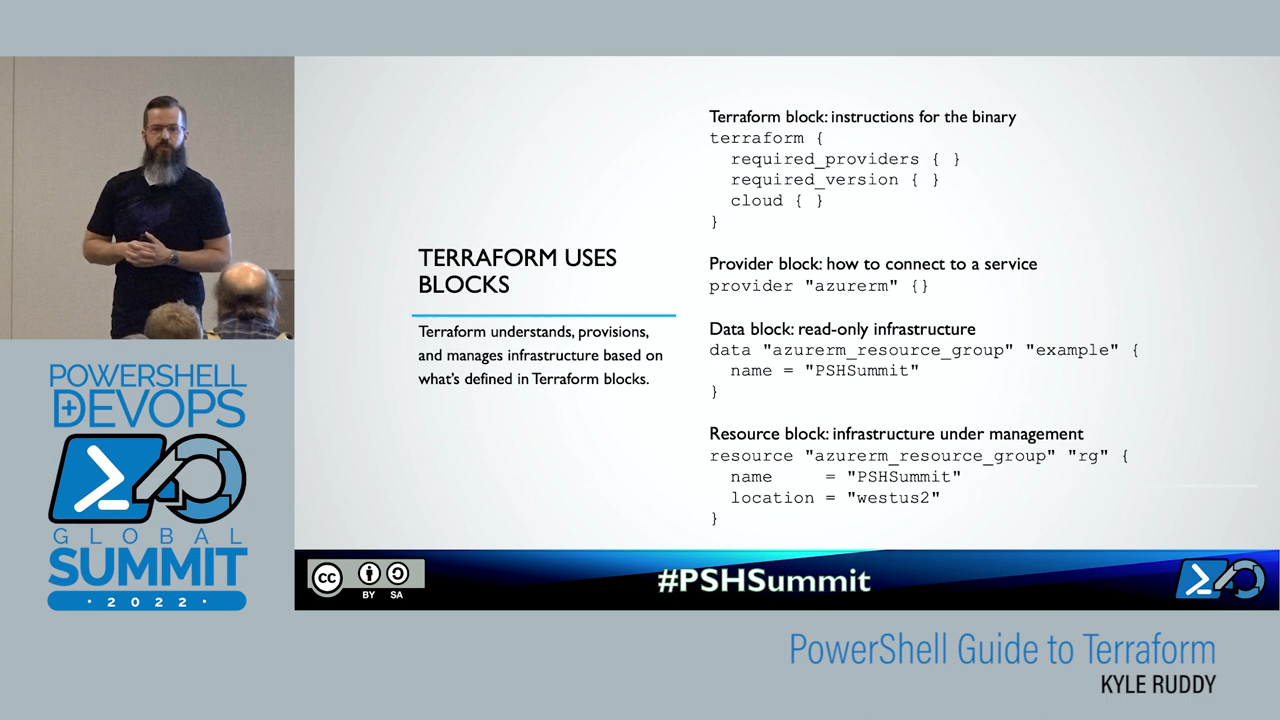 POWERSHELL
+DEVOPS
GLOBAL
SUMMIT
· 2022 ·
TERRAFORM USES
BLOCKS
Terraform understands, provisions,
and manages infrastructure based on
what's defined in Terraform blocks.
Terraform block: instructions for the binary
terraform {
  required_providers { }
  required_version { }
  cloud { }
}
Provider block: how to connect to a service
provider "azurerm" {}
Data block: read-only infrastructure
data "azurerm_resource_group" "example" {
  name = "PSHSummit"
}
Resource block: infrastructure under management
resource "azurerm_resource_group" "rg" {
  name     = "PSHSummit"
  location = "westus2"
}
CC
BY SA
#PSHSummit
PowerShell Guide to Terraform
KYLE RUDDY